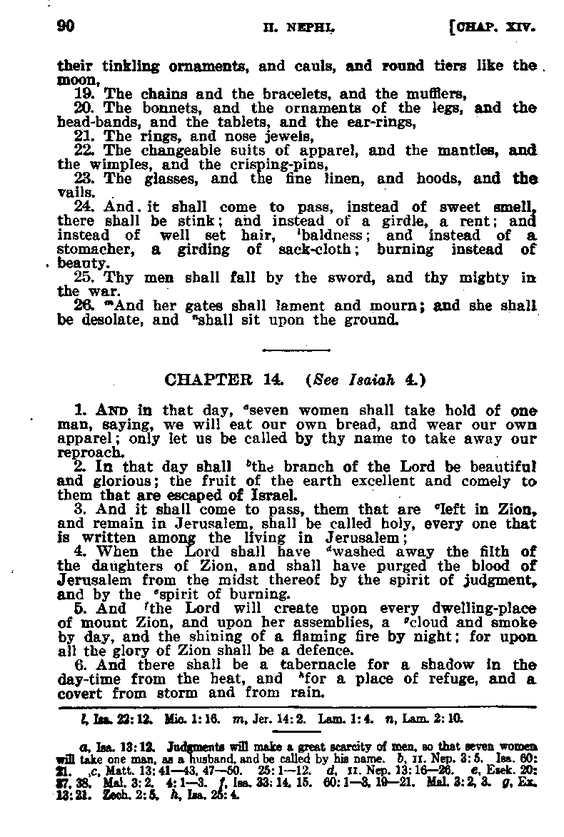 90 II. NEPHI. [CHAP. XIV.
their tinkling ornaments, and cauls, and round tiers like the
moon,
19. The chains and the bracelets, and the mufflers,
20. The bonnets, and the ornaments of the legs, and the
head-bands, and the tablets, and the ear-rings,
21. The rings, and nose jewels,
22. The changeable suits of apparel, and the mantles, and
the wimples, and the crisping-pins,
23. The glasses, and the fine linen, and hoods, and the
vails.
24. And it shall come to pass, instead of sweet smell,
there shall be stink; and instead of a girdle, a rent; and
instead of well set hair, ˡbaldness; and instead of a
stomacher, a girding of sack-cloth; burning instead of
beauty.
25. Thy men shall fall by the sword, and thy mighty in
the war.
26. ᵐAnd her gates shall lament and mourn; and she shall
be desolate, and ⁿshall sit upon the ground.
CHAPTER 14. (See Isaiah 4.)
1. AND in that day, ᵃseven women shall take hold of one
man, saying, we will eat our own bread, and wear our own
apparel; only let us be called by thy name to take away our
reproach.
2. In that day shall ᵇthe branch of the Lord be beautiful
and glorious; the fruit of the earth excellent and comely to
them that are escaped of Israel.
3. And it shall come to pass, them that are ᶜleft in Zion,
and remain in Jerusalem, shall be called holy, every one that
is written among the living in Jerusalem;
4. When the Lord shall have ᵈwashed away the filth of
the daughters of Zion, and shall have purged the blood of
Jerusalem from the midst thereof by the spirit of judgment,
and by the ᵉspirit of burning.
5. And ᶠthe Lord will create upon every dwelling-place
of mount Zion, and upon her assemblies, a ᵍcloud and smoke
by day, and the shining of a flaming fire by night; for upon
all the glory of Zion shall be a defence.
6. And there shall be a tabernacle for a shadow in the
day-time from the heat, and ʰfor a place of refuge, and a
covert from storm and from rain.
l, Isa. 22:12. Mic. 1:16. m, Jer. 14:2. Lam. 1:4. n, Lam. 2:10.
a, Isa. 13:12. Judgments will make a great scarcity of men, so that seven women
will take one man, as a husband, and be called by his name. b, II. Nep. 3:5. Isa. 60:
21. c, Matt. 13:41—43, 47—50. 25:1—12. d, II. Nep. 13:16—26. e, Ezek. 20:
37, 38. Mal. 3:2. 4:1—3. f, Isa. 33:14, 15. 60:1—3, 19—21. Mal. 3:2, 3. g, Ex.
13:21. Zech. 2:5. h, Isa. 25:4.